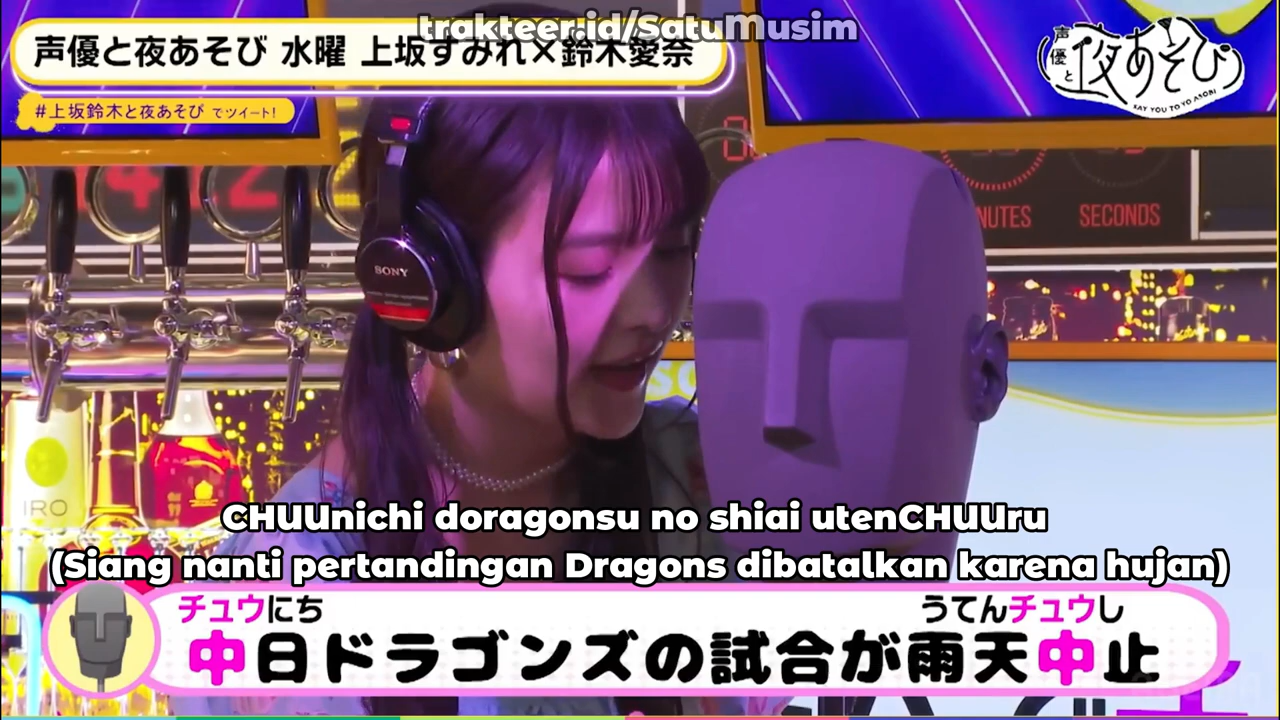 trakteer.id/SatuMusim
声優と夜あそび 水曜 上坂すみれ×鈴木愛奈
#上坂鈴木と夜あそび でツイート!
声優と夜あそび
SAY YOU TO YO ASOBI
NUTES
SECONDS
SONY
IRO
CHUUnichi doragonsu no shiai utenCHUUru
(Siang nanti pertandingan Dragons dibatalkan karena hujan)
チュウにち うてんチュウし
中日ドラゴンズの試合が雨天中止